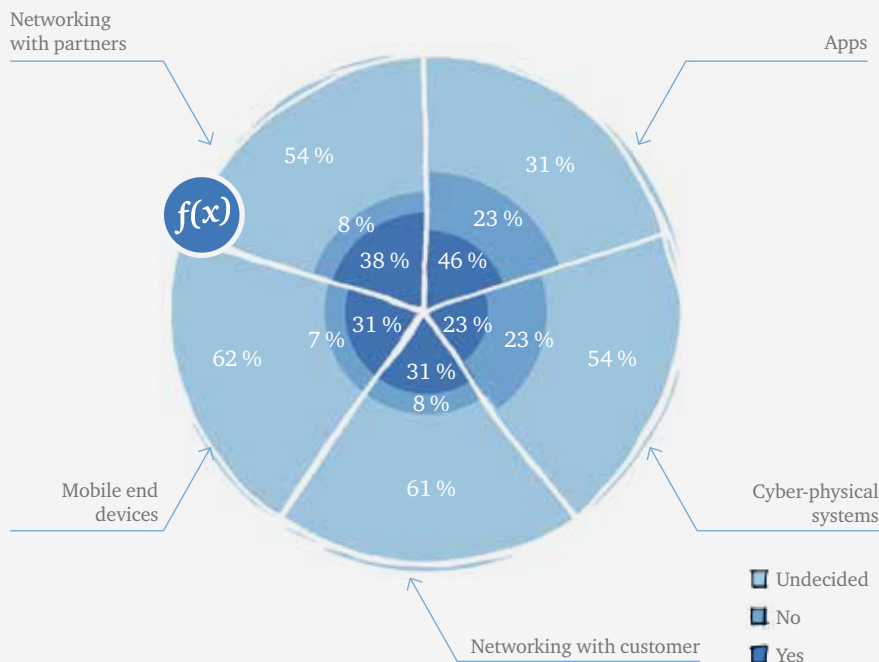 Networking
with partners
Apps
54 %
31 %
f(x)
8 %
23 %
38 %
46 %
31 %
23 %
7 %
23 %
62 %
54 %
31 %
8 %
61 %
Mobile end
devices
Cyber-physical
systems
Networking with customer
Undecided
No
Yes